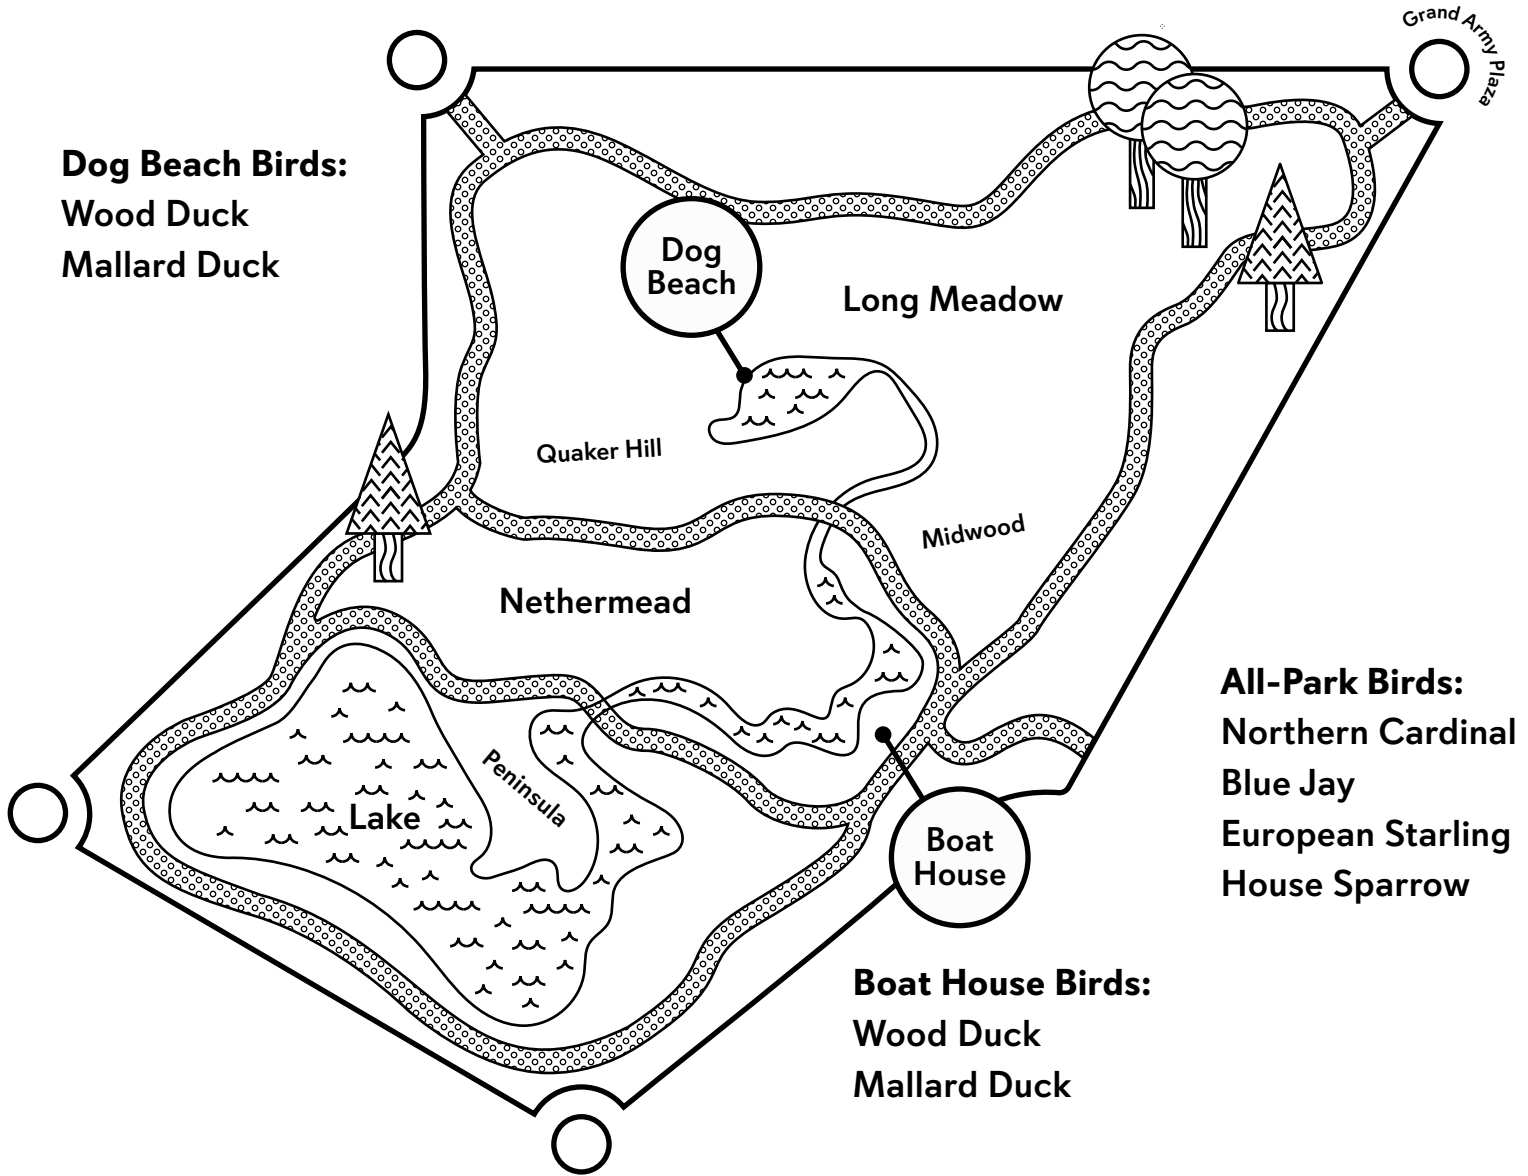 Grand Army Plaza
Dog Beach Birds:
Wood Duck
Mallard Duck
Dog
Beach
Long Meadow
Quaker Hill
Midwood
Nethermead
Peninsula
Lake
Boat
House
All-Park Birds:
Northern Cardinal
Blue Jay
European Starling
House Sparrow
Boat House Birds:
Wood Duck
Mallard Duck